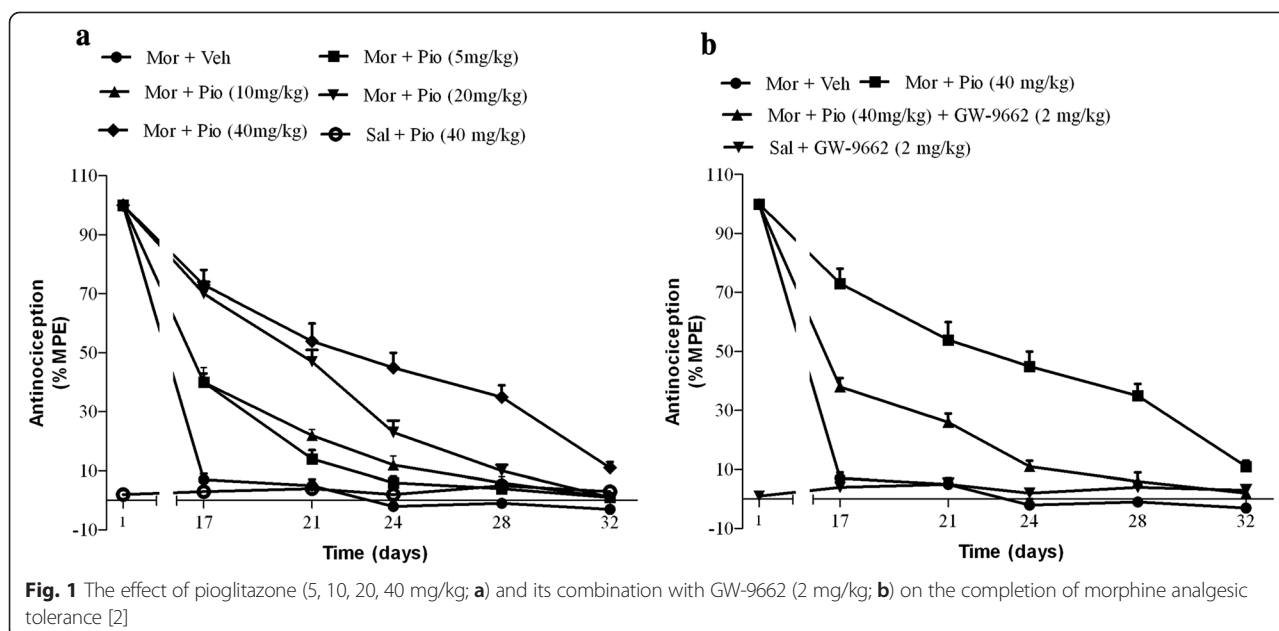 a
Mor + Veh
Mor + Pio (5mg/kg)
Mor + Pio (10mg/kg)
Mor + Pio (20mg/kg)
Mor + Pio (40mg/kg)
Sal + Pio (40 mg/kg)
110
90
70
50
30
10
-10
Antinociception
(% MPE)
1 17 21 24 28 32
Time (days)
b
Mor + Veh
Mor + Pio (40 mg/kg)
Mor + Pio (40mg/kg) + GW-9662 (2 mg/kg)
Sal + GW-9662 (2 mg/kg)
110
90
70
50
30
10
-10
Antinociception
(% MPE)
1 17 21 24 28 32
Time (days)
Fig. 1 The effect of pioglitazone (5, 10, 20, 40 mg/kg; a) and its combination with GW-9662 (2 mg/kg; b) on the completion of morphine analgesic
tolerance [2]